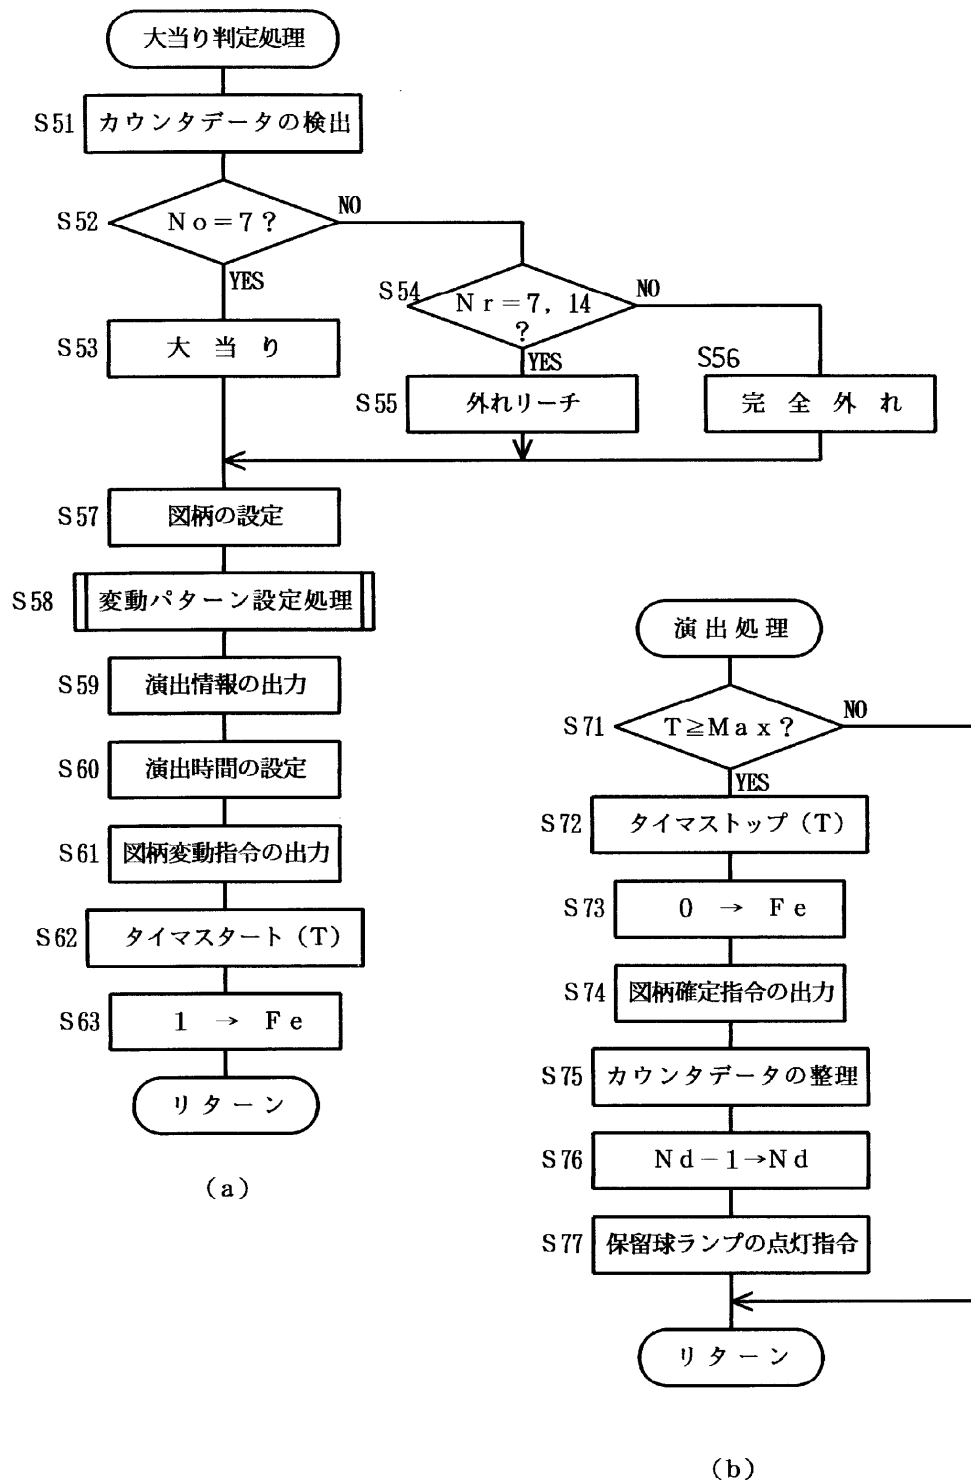 大当り判定処理
S51 カウンタデータの検出
S52 No=7?
NO
YES
S53 大当り
S54 Nr=7,14
?
NO
YES
S55 外れリーチ
S56
完全外れ
S57 図柄の設定
S58 変動パターン設定処理
S59 演出情報の出力
S60 演出時間の設定
S61 図柄変動指令の出力
S62 タイマスタート(T)
S63 1 → Fe
リターン
(a)
演出処理
S71 T≧Max?
NO
YES
S72 タイマストップ(T)
S73 0 → Fe
S74 図柄確定指令の出力
S75 カウンタデータの整理
S76 Nd-1→Nd
S77 保留球ランプの点灯指令
リターン
(b)